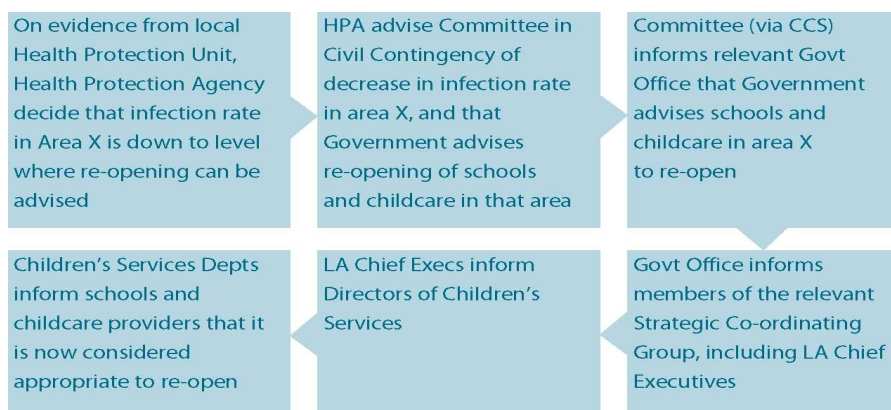 On evidence from local
Health Protection Unit,
Health Protection Agency
decide that infection rate
in Area X is down to level
where re-opening can be
advised
HPA advise Committee in
Civil Contingency of
decrease in infection rate
in area X, and that
Government advises
re-opening of schools
and childcare in that area
Committee (via CCS)
informs relevant Govt
Office that Government
advises schools and
childcare in area X
to re-open
Govt Office informs
members of the relevant
Strategic Co-ordinating
Group, including LA Chief
Executives
LA Chief Execs inform
Directors of Children’s
Services
Children’s Services Depts
inform schools and
childcare providers that it
is now considered
appropriate to re-open